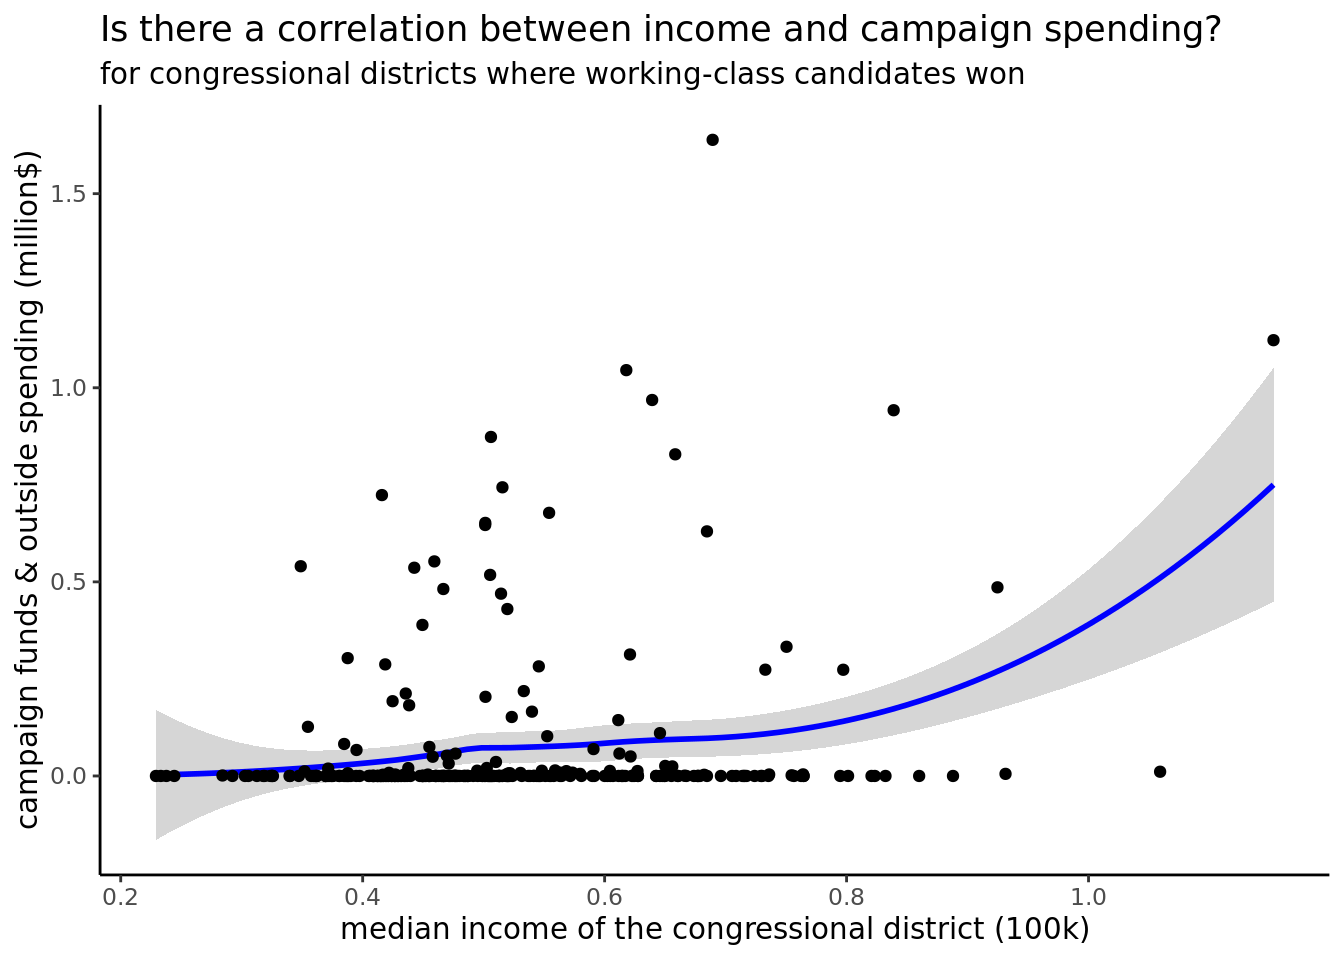 Is there a correlation between income and campaign spending?
for congressional districts where working-class candidates won
campaign funds & outside spending (million$)
1.5
1.0
0.5
0.0
0.2
0.4
0.6
0.8
1.0
median income of the congressional district (100k)